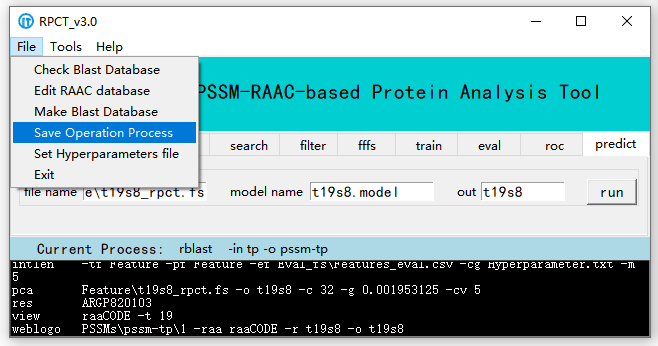 RPCT_v3.0
File Tools Help
Check Blast Database
Edit RAAC database
Make Blast Database
Save Operation Process
Set Hyperparameters file
Exit
PSSM-RAAC-based Protein Analysis Tool
search filter fffs train eval roc predict
file name e\t19s8_rpct.fs model name t19s8.model out t19s8 run
Current Process: rblast -in tp -o pssm-tp
intlen -tf Feature -pf Feature -ef Eval_fs\Features_eval.csv -cg Hyperparameter.txt -m
5
pca Feature\t19s8_rpct.fs -o t19s8 -c 32 -g 0.001953125 -cv 5
res ARGP820103
view raaCODE -t 19
weblogo PSSMs\pssm-tp\1 -raa raaCODE -r t19s8 -o t19s8